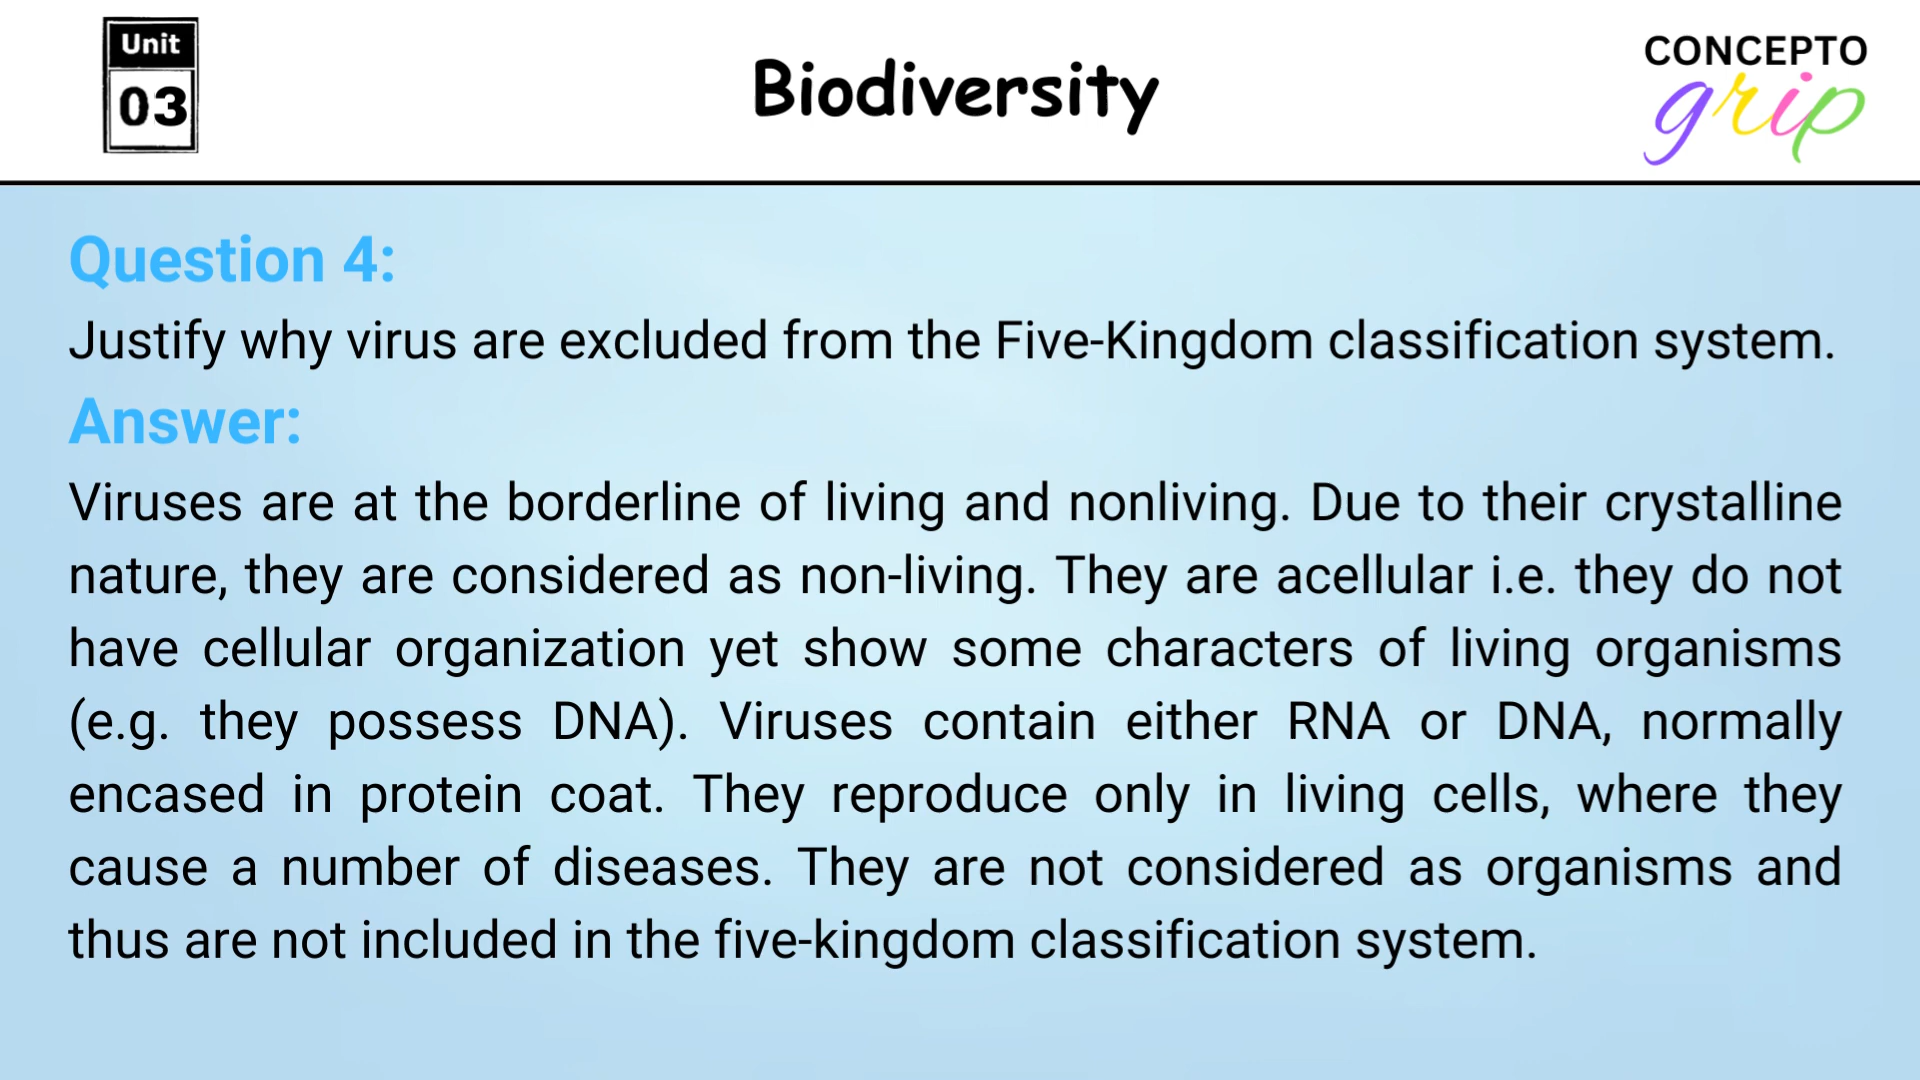 Unit
03
Biodiversity
CONCEPTO
grip
Question 4:
Justify why virus are excluded from the Five-Kingdom classification system.
Answer:
Viruses are at the borderline of living and nonliving. Due to their crystalline
nature, they are considered as non-living. They are acellular i.e. they do not
have cellular organization yet show some characters of living organisms
(e.g. they possess DNA). Viruses contain either RNA or DNA, normally
encased in protein coat. They reproduce only in living cells, where they
cause a number of diseases. They are not considered as organisms and
thus are not included in the five-kingdom classification system.